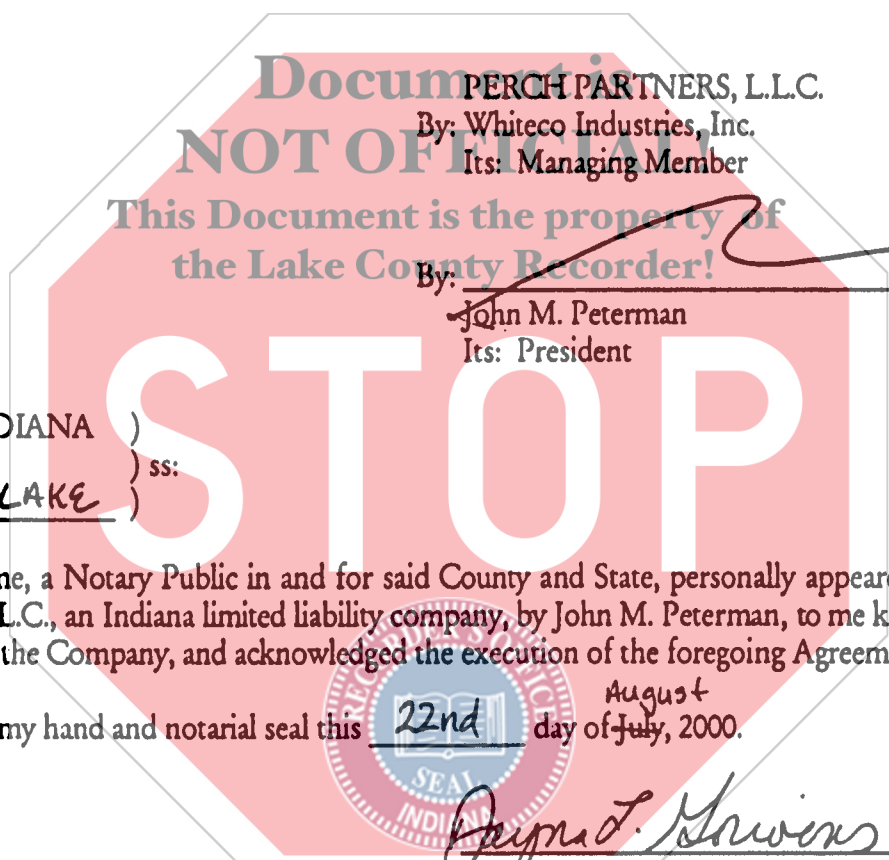 Document is
NOT OFFICIAL!
This Document is the property of
the Lake County Recorder!
STOP
PERCH PARTNERS, L.L.C.
By: Whiteco Industries, Inc.
Its: Managing Member
By:
John M. Peterman
Its: President
DIANA )
) ss:
LAKE )
ne, a Notary Public in and for said County and State, personally appeare
L.C., an Indiana limited liability company, by John M. Peterman, to me k
the Company, and acknowledged the execution of the foregoing Agreem
August
my hand and notarial seal this 22nd day of July, 2000.
RECORDER'S OFFICE
SEAL
INDIANA